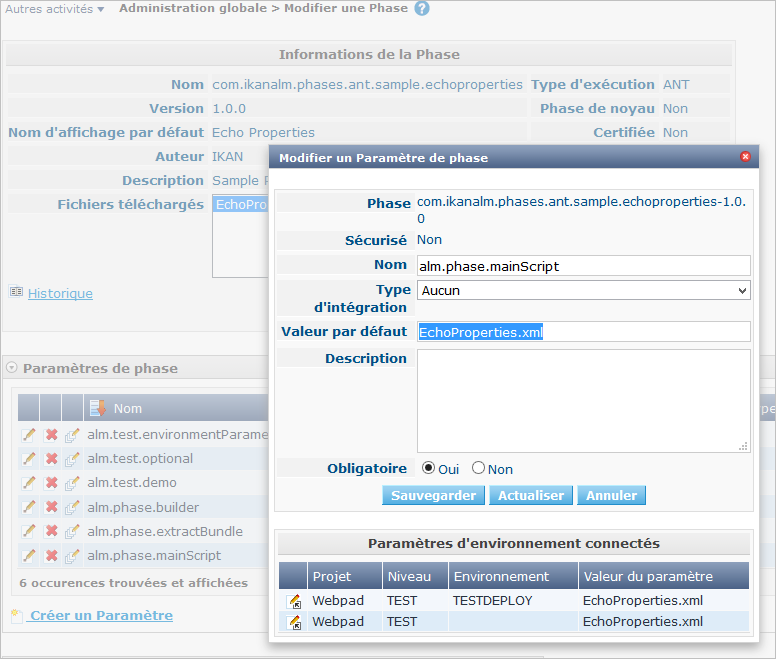 Autres activités
Administration globale > Modifier une Phase ?
Informations de la Phase
Nom com.ikanalm.phases.ant.sample.echoproperties Type d'exécution ANT
Version 1.0.0 Phase de noyau Non
Nom d'affichage par défaut Echo Properties Certifiée Non
Auteur IKAN
Description Sample
Fichiers téléchargés EchoPro
Historique
Modifier un Paramètre de phase
Phase com.ikanalm.phases.ant.sample.echoproperties-1.0.
0
Sécurisé Non
Nom alm.phase.mainScript
Type Aucun
d'intégration
Valeur par défaut EchoProperties.xml
Description
Obligatoire Oui Non
Sauvegarder Actualiser Annuler
Paramètres d'environnement connectés
Projet Niveau Environnement Valeur du paramètre
Webpad TEST TESTDEPLOY EchoProperties.xml
Webpad TEST EchoProperties.xml
Paramètres de phase
Nom
alm.test.environmentParame
alm.test.optional
alm.test.demo
alm.phase.builder
alm.phase.extractBundle
alm.phase.mainScript
6 occurences trouvées et affichées
Créer un Paramètre